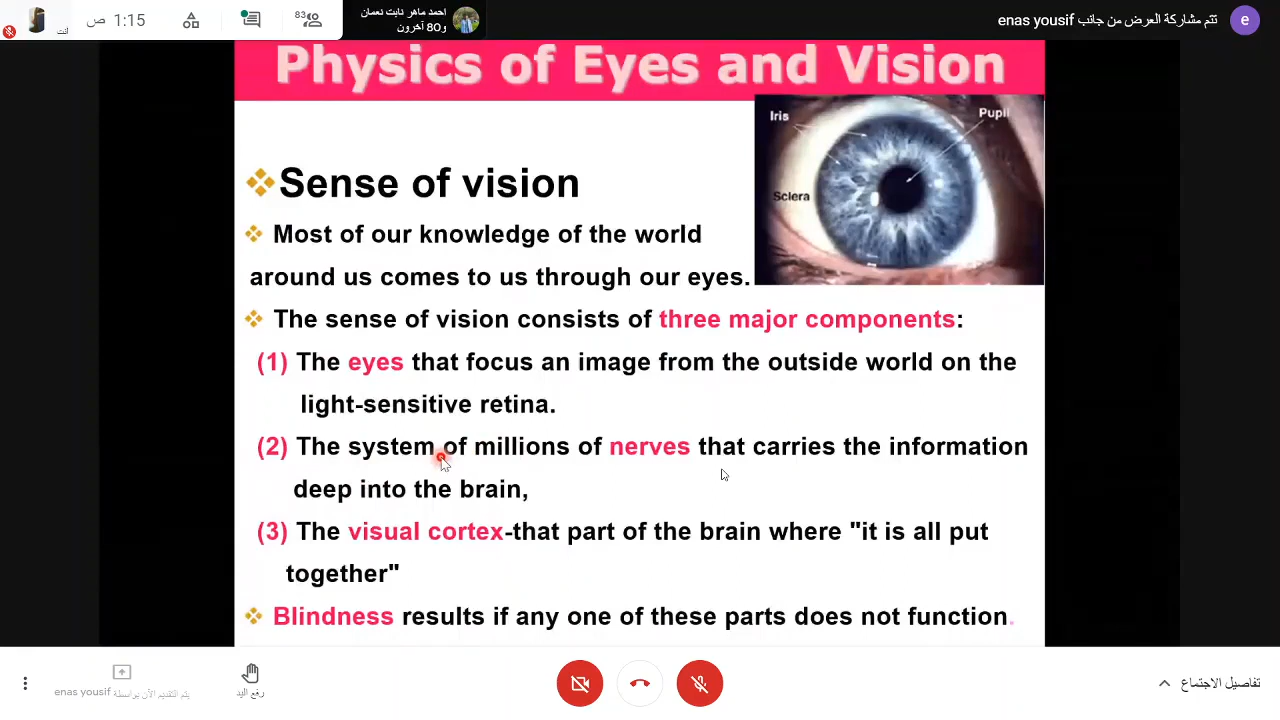 1:15 ص
83
أنت
احمد ماهر نابت نعمان
و80 آخرون
تتم مشاركة العرض من جانب enas yousif
e
Physics of Eyes and Vision
Iris
Pupil
Sclera
Sense of vision
Most of our knowledge of the world
around us comes to us through our eyes.
The sense of vision consists of three major components:
(1) The eyes that focus an image from the outside world on the
light-sensitive retina.
(2) The system of millions of nerves that carries the information
deep into the brain,
(3) The visual cortex-that part of the brain where "it is all put
together"
Blindness results if any one of these parts does not function.
يتم التقديم الآن بواسطة enas yousif
رفع اليد
تفاصيل الاجتماع